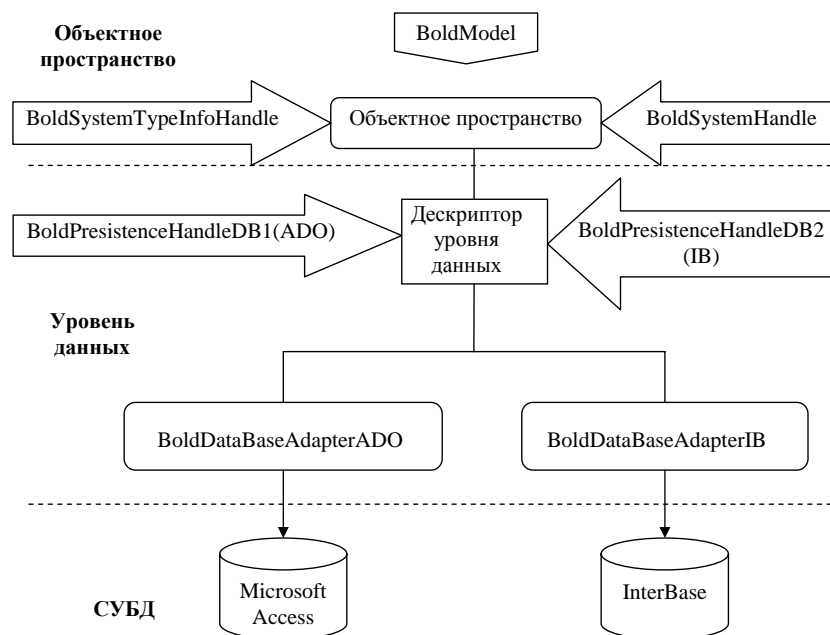 Объектное
пространство
BoldModel
BoldSystemTypeInfoHandle
Объектное пространство
BoldSystemHandle
BoldPresistenceHandleDB1(ADO)
Дескриптор
уровня
данных
BoldPresistenceHandleDB2
(IB)
Уровень
данных
BoldDataBaseAdapterADO
BoldDataBaseAdapterIB
СУБД
Microsoft
Access
InterBase